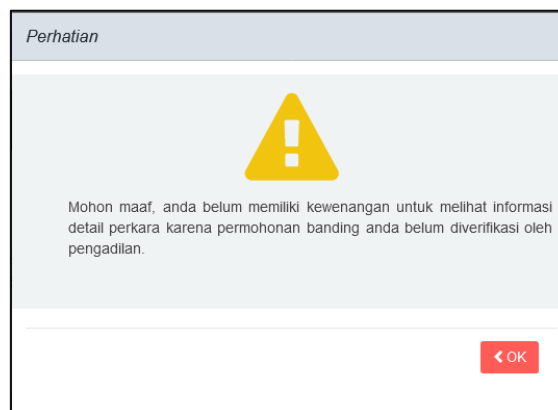 Perhatian
Mohon maaf, anda belum memiliki kewenangan untuk melihat informasi
detail perkara karena permohonan banding anda belum diverifikasi oleh
pengadilan.
OK